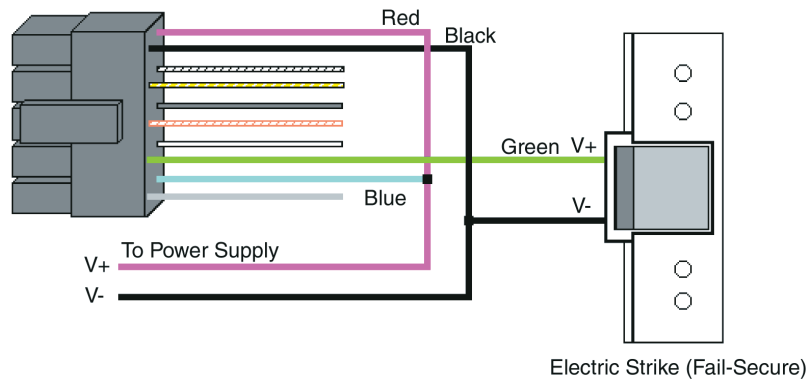 Red
Black
Green V+
Blue
V-
To Power Supply
V+
V-
Electric Strike (Fail-Secure)